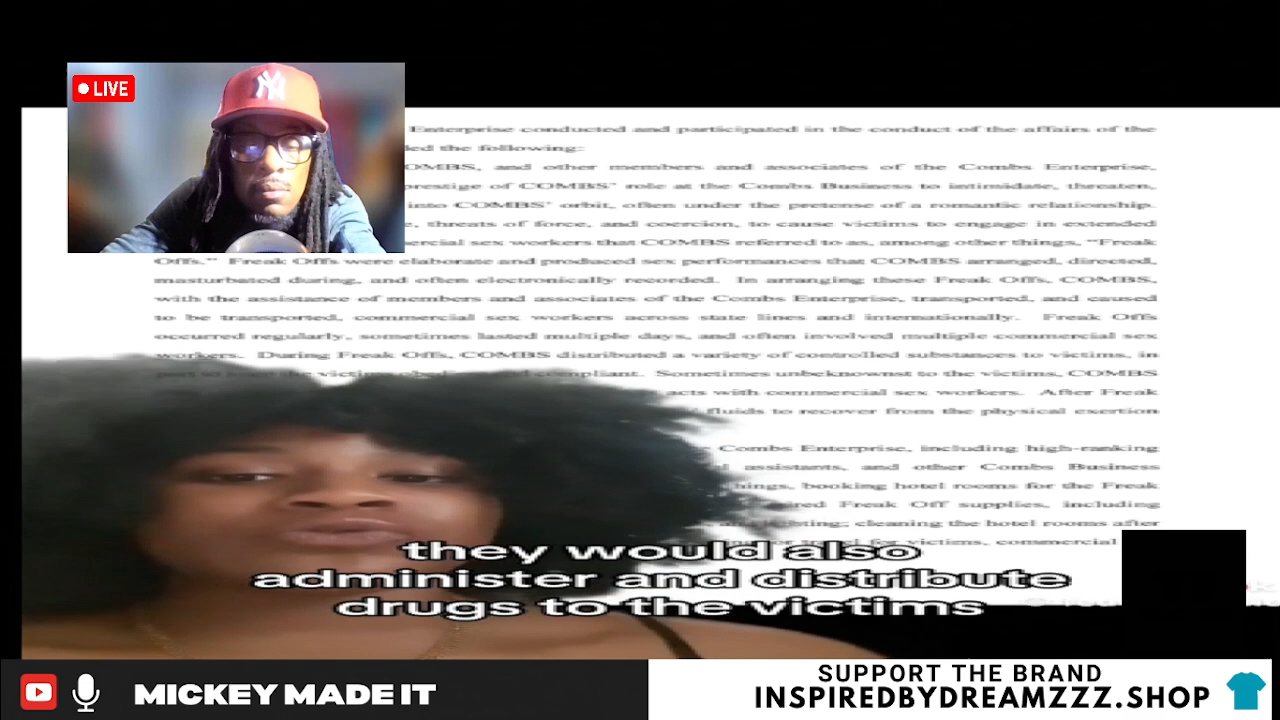 LIVE
NY
Enterprise conducted and participated in the conduct of the affairs of the
the following:
COMBS, and other members and associates of the Combs Enterprise,
prestige of COMBS' role at the Combs Business to intimidate, threaten,
into COMBS' orbit, often under the pretense of a romantic relationship.
threats of force, and coercion, to cause victims to engage in extended
sex workers that COMBS referred to as, among other things, "Freak
Offs." Freak Offs were elaborate and produced sex performances that COMBS arranged, directed,
masturbated during, and often electronically recorded. In arranging these Freak Offs, COMBS,
with the assistance of members and associates of the Combs Enterprise, transported, and caused
to be transported, commercial sex workers across state lines and internationally. Freak Offs
occurred regularly, sometimes lasted multiple days, and often involved multiple commercial sex
workers. During Freak Offs, COMBS distributed a variety of controlled substances to victims, in
compliant. Sometimes unbeknownst to the victims, COMBS
acts with commercial sex workers. After Freak
fluids to recover from the physical exertion
Combs Enterprise, including high-ranking
assistants, and other Combs Business
booking hotel rooms for the Freak
Freak Off supplies, including
cleaning the hotel rooms after
for victims, commercial
they would also
administer and distribute
drugs to the victims
MICKEY MADE IT
SUPPORT THE BRAND
INSPIREDBYDREAMZZZ.SHOP